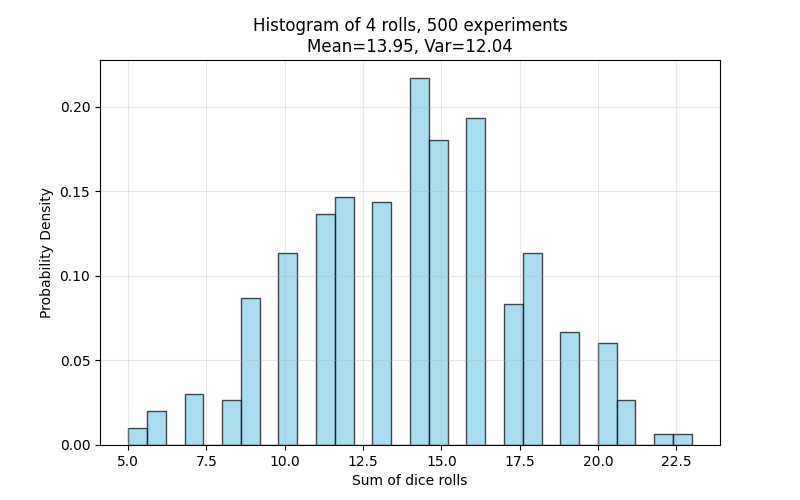 Histogram of 4 rolls, 500 experiments
Mean=13.95, Var=12.04
Probability Density
0.20
0.15
0.10
0.05
0.00
5.0 7.5 10.0 12.5 15.0 17.5 20.0 22.5
Sum of dice rolls